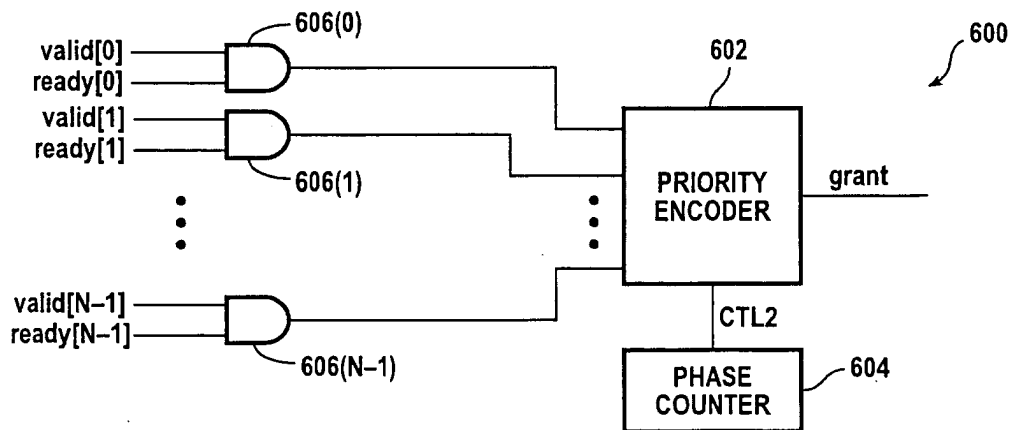 606(0)
600
valid[0]
ready[0]
602
valid[1]
ready[1]
606(1)
PRIORITY
ENCODER
grant
valid[N–1]
ready[N–1]
606(N–1)
CTL2
PHASE
COUNTER
604